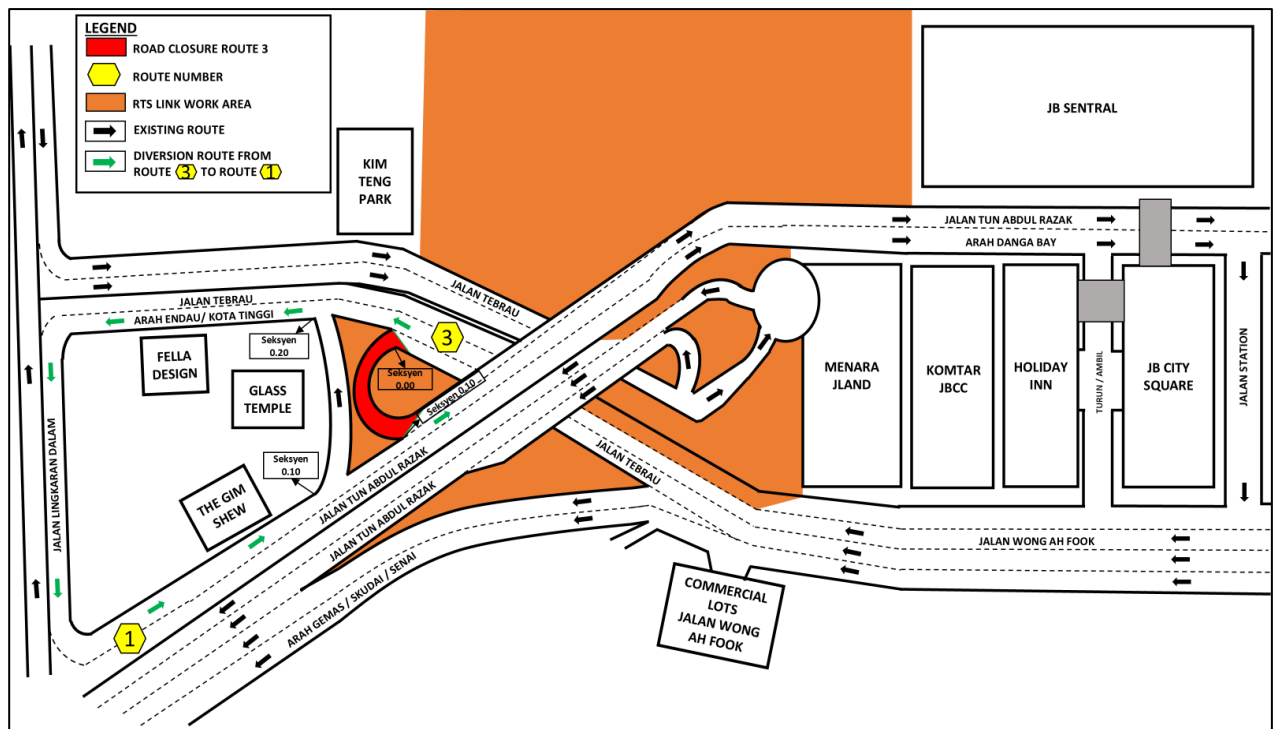 LEGEND
ROAD CLOSURE ROUTE 3
ROUTE NUMBER
RTS LINK WORK AREA
EXISTING ROUTE
DIVERSION ROUTE FROM
ROUTE 3 TO ROUTE 1
KIM
TENG
PARK
JB SENTRAL
JALAN TUN ABDUL RAZAK
ARAH DANGA BAY
JALAN TEBRAU
JALAN TEBRAU
ARAH ENDAU/ KOTA TINGGI
3
Seksyen
0.20
Seksyen
0.00
Seksyen 0.10
FELLA
DESIGN
GLASS
TEMPLE
Seksyen
0.10
THE GIM
SHEW
JALAN LINGKARAN DALAM
JALAN TUN ABDUL RAZAK
JALAN TUN ABDUL RAZAK
JALAN TEBRAU
ARAH GEMAS / SKUDAI / SENAI
1
MENARA
JLAND
KOMTAR
JBCC
HOLIDAY
INN
TURUN / AMBIL
JB CITY
SQUARE
JALAN STATION
JALAN WONG AH FOOK
COMMERCIAL
LOTS
JALAN WONG
AH FOOK